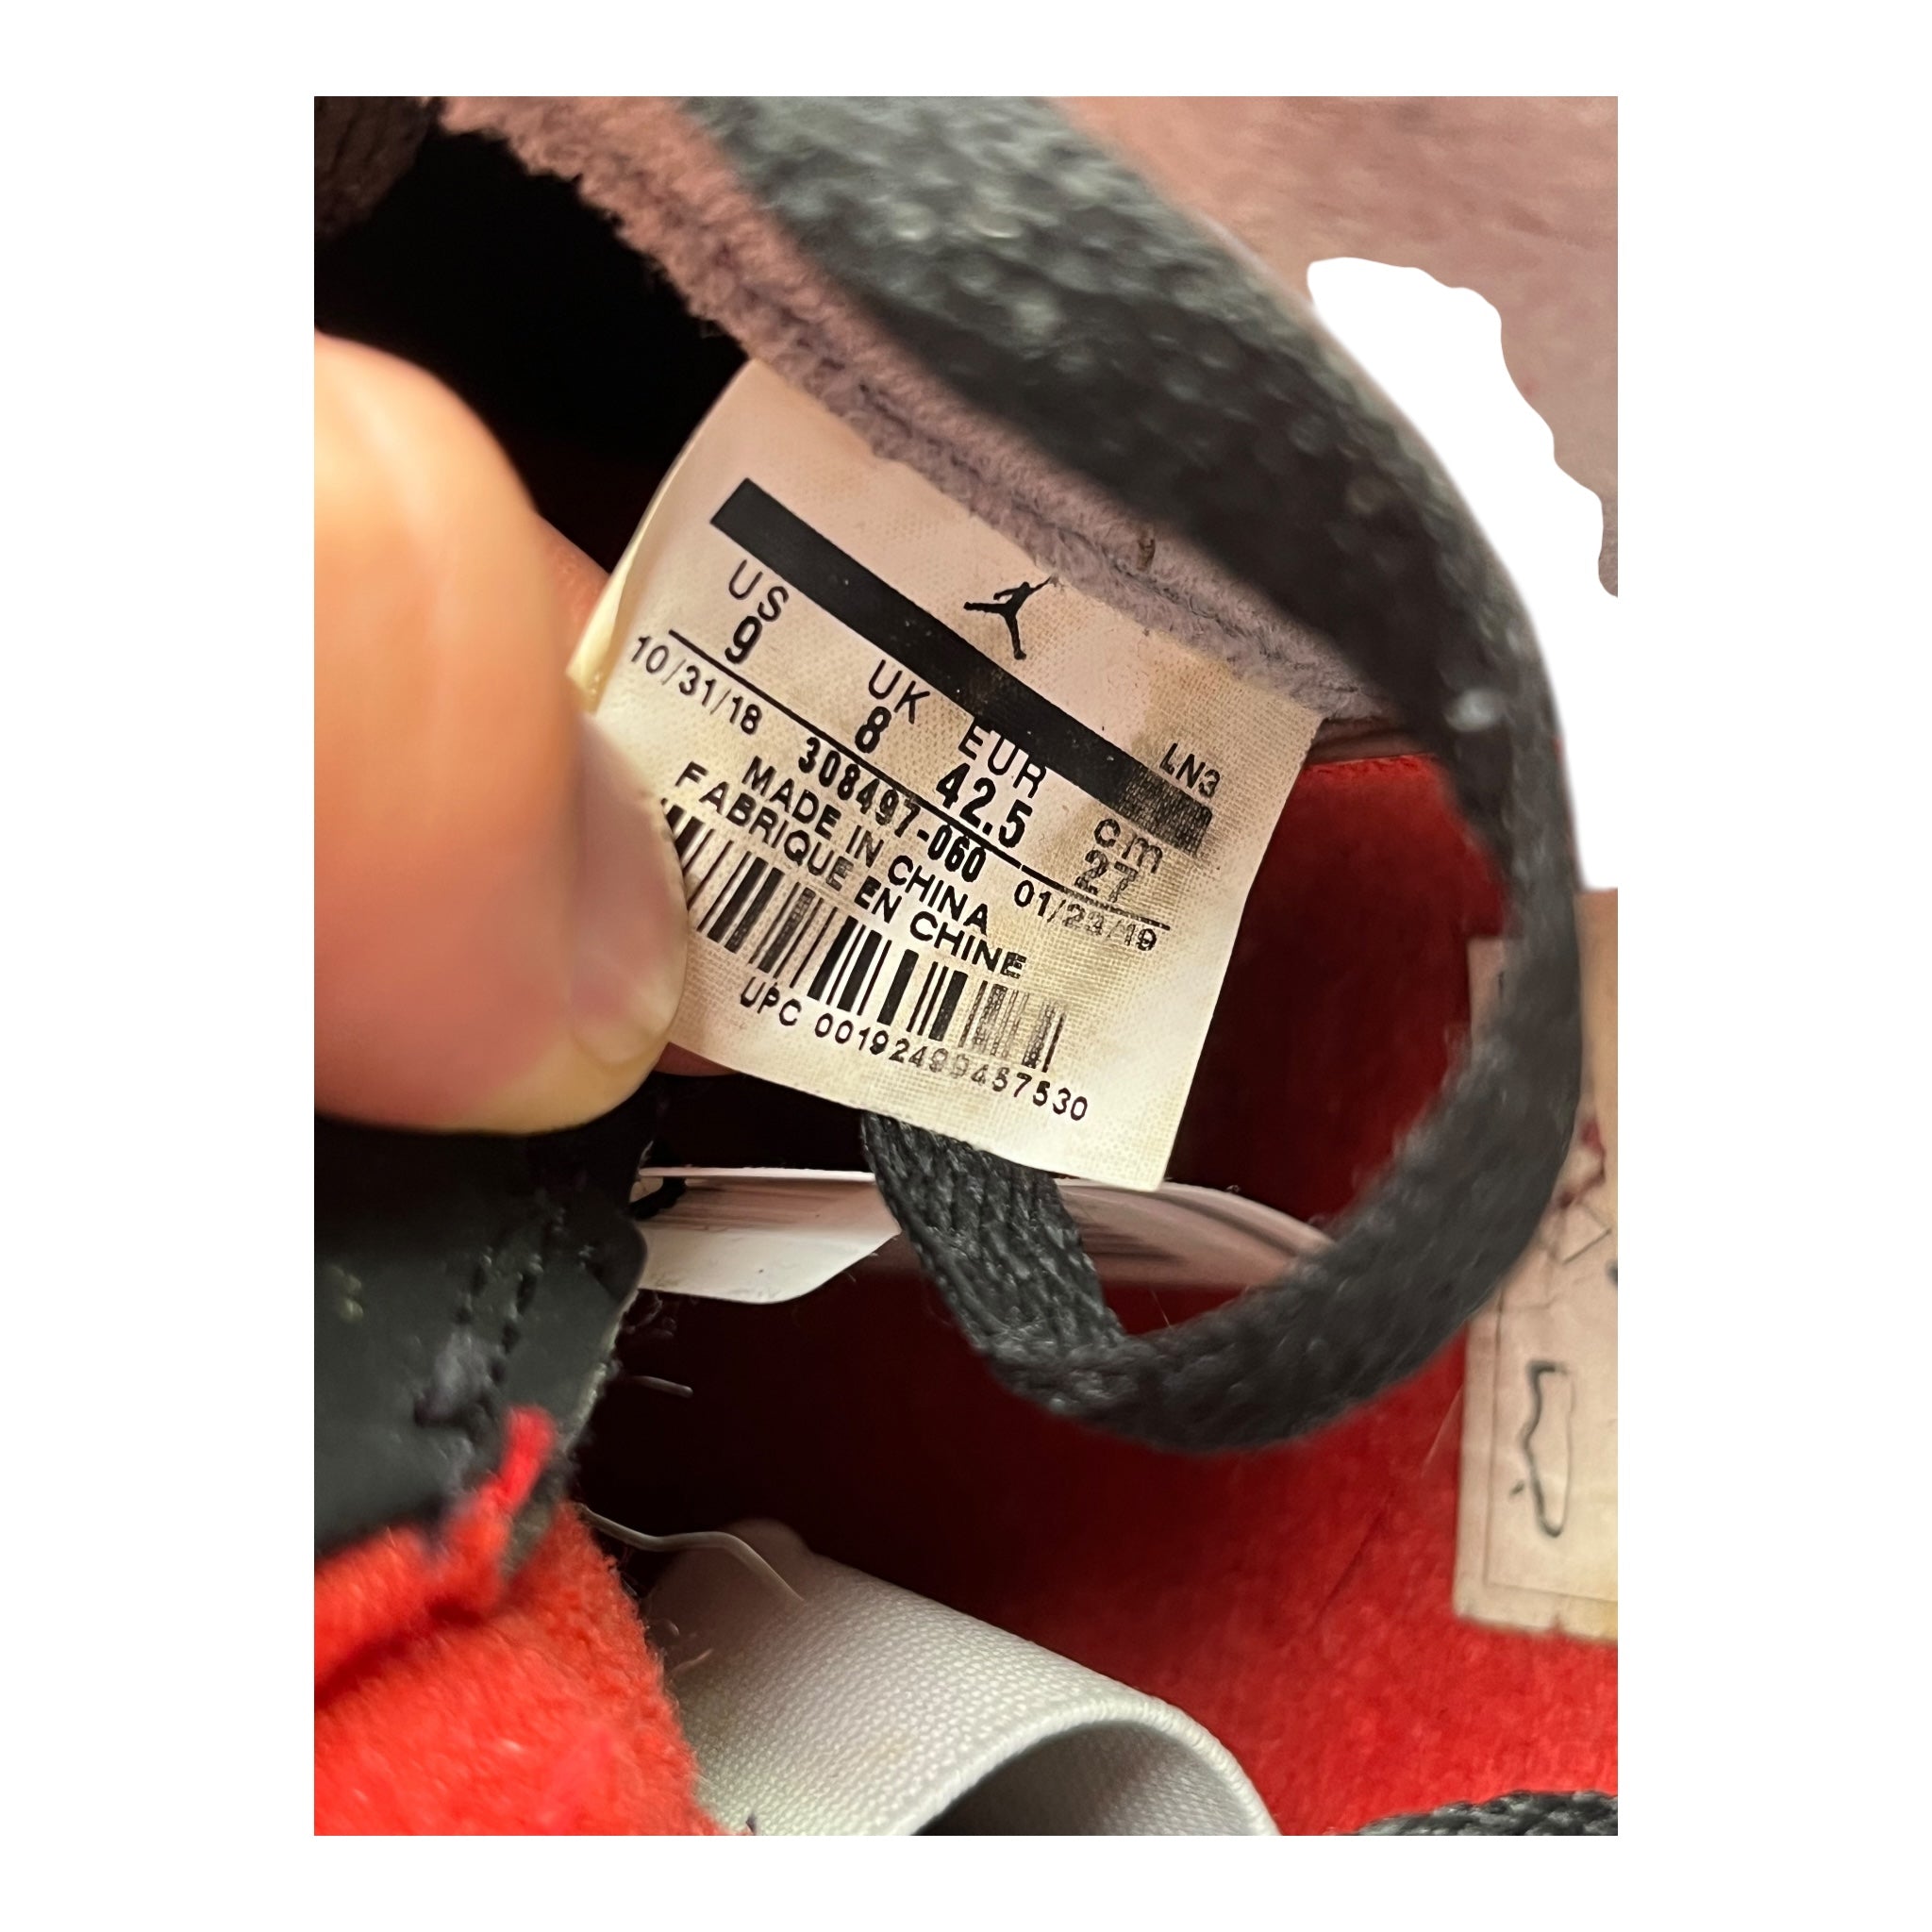 LN3
US UK EUR cm
9 8 42.5 27
10/31/18 308497-060 01/23/19
MADE IN CHINA
FABRIQUE EN CHINE
UPC 00192499457530